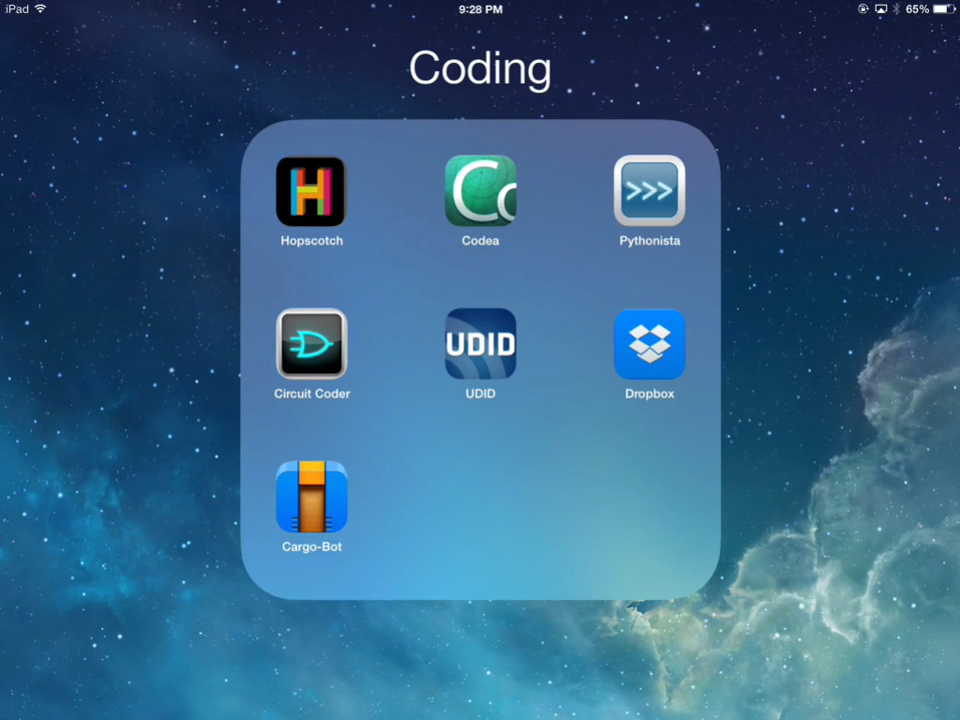 iPad 9:28 PM 65%
Coding
H Co >>>
Hopscotch Codea Pythonista
UDID
Circuit Coder UDID Dropbox
Cargo-Bot